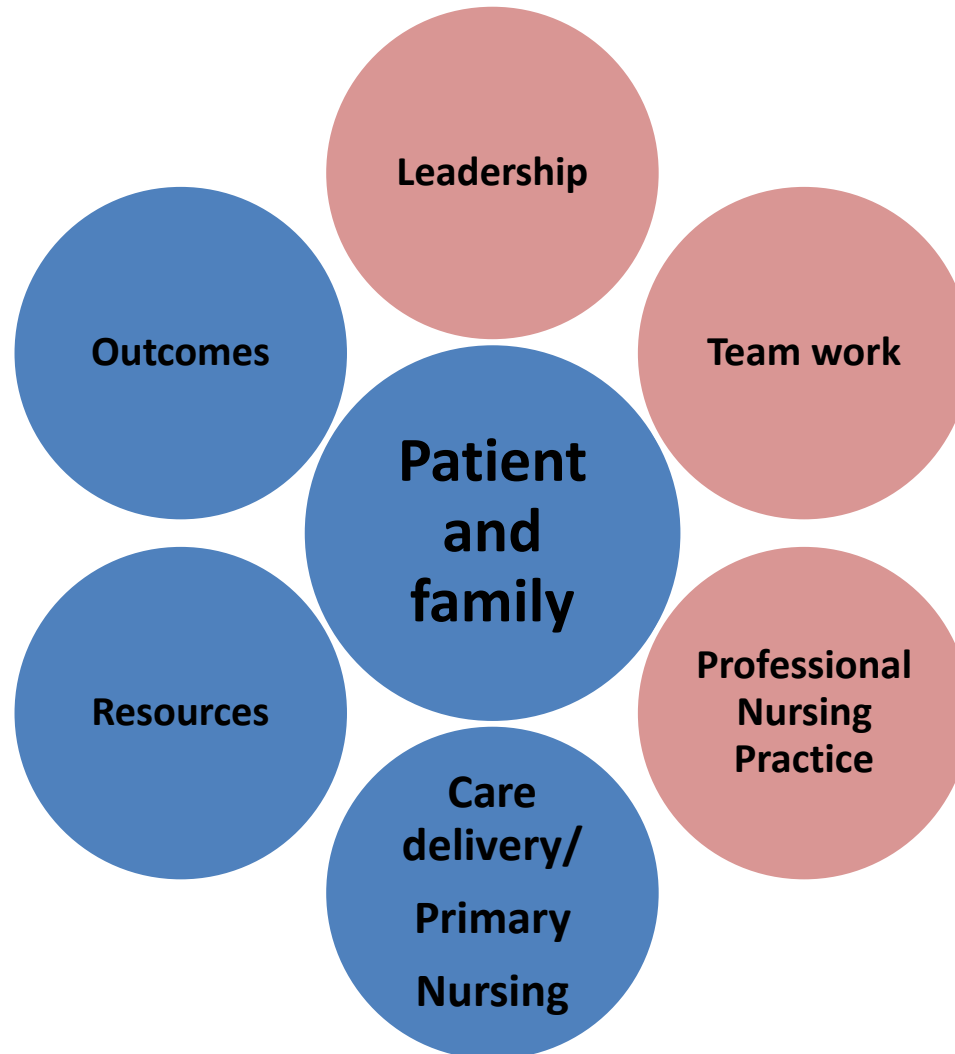 Leadership
Outcomes
Team work
Patient
and
family
Resources
Professional
Nursing
Practice
Care
delivery/
Primary
Nursing